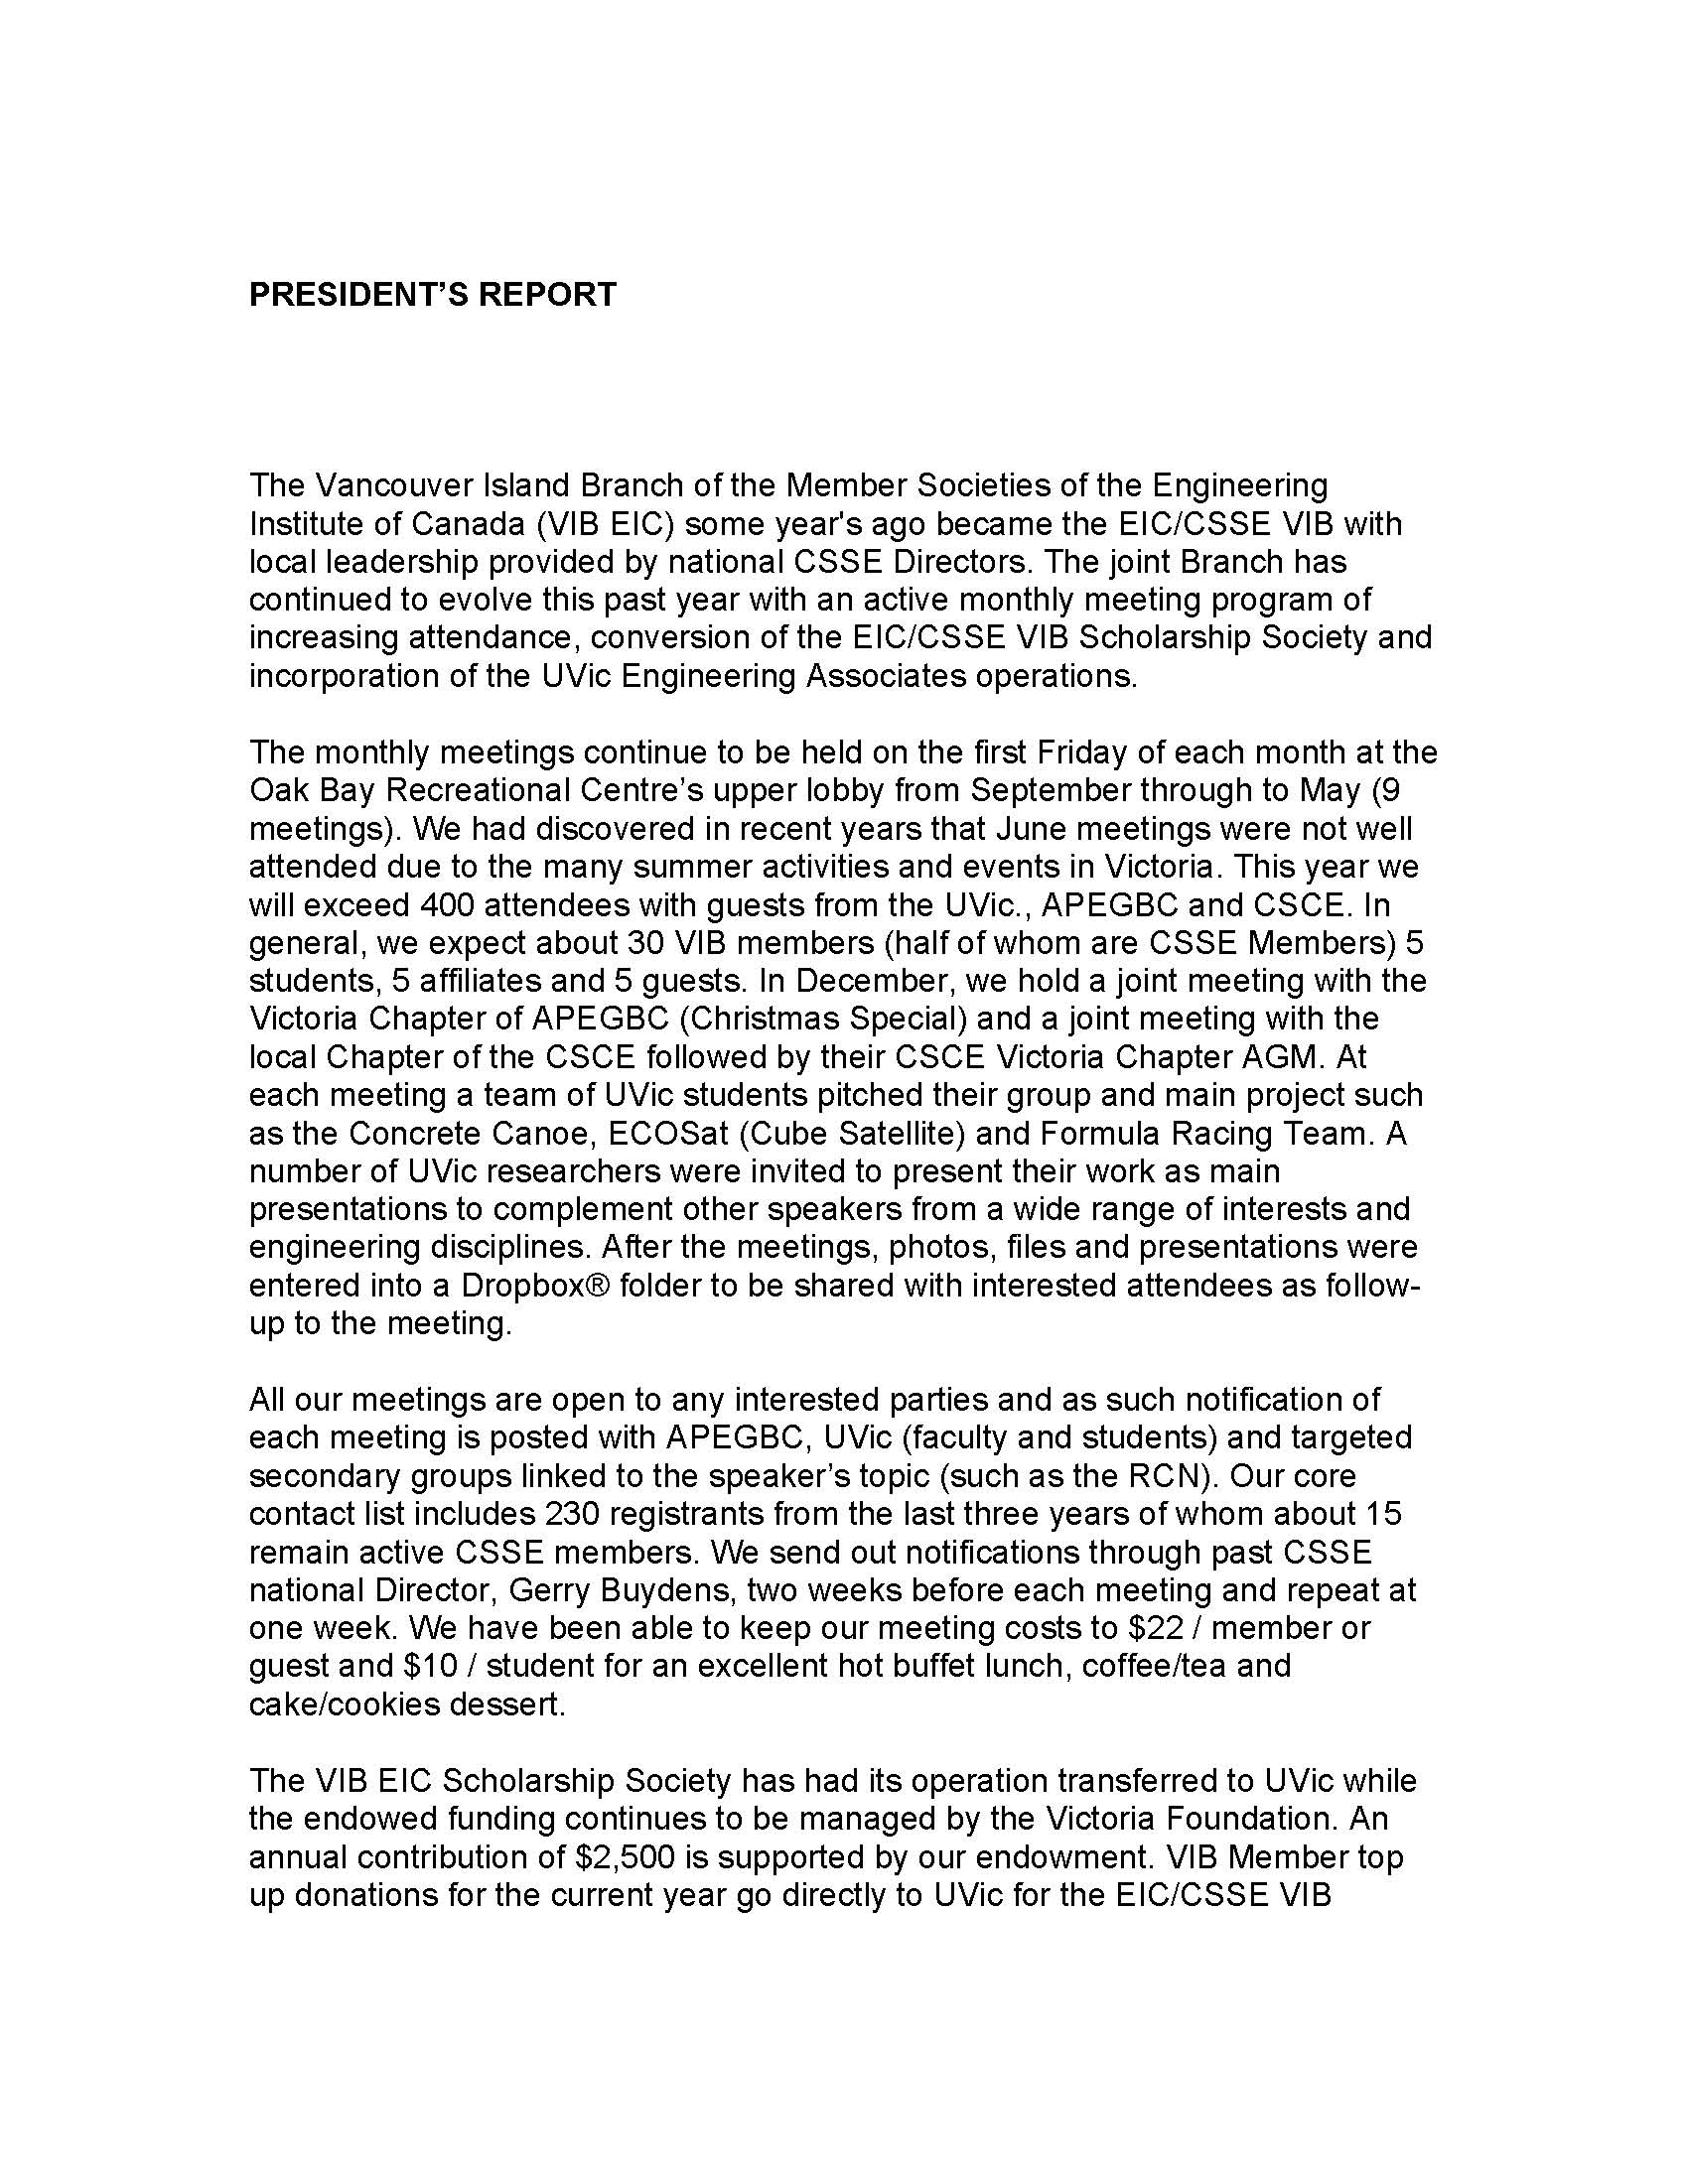 PRESIDENT’S REPORT
The Vancouver Island Branch of the Member Societies of the Engineering
Institute of Canada (VIB EIC) some year's ago became the EIC/CSSE VIB with
local leadership provided by national CSSE Directors. The joint Branch has
continued to evolve this past year with an active monthly meeting program of
increasing attendance, conversion of the EIC/CSSE VIB Scholarship Society and
incorporation of the UVic Engineering Associates operations.
The monthly meetings continue to be held on the first Friday of each month at the
Oak Bay Recreational Centre’s upper lobby from September through to May (9
meetings). We had discovered in recent years that June meetings were not well
attended due to the many summer activities and events in Victoria. This year we
will exceed 400 attendees with guests from the UVic., APEGBC and CSCE. In
general, we expect about 30 VIB members (half of whom are CSSE Members) 5
students, 5 affiliates and 5 guests. In December, we hold a joint meeting with the
Victoria Chapter of APEGBC (Christmas Special) and a joint meeting with the
local Chapter of the CSCE followed by their CSCE Victoria Chapter AGM. At
each meeting a team of UVic students pitched their group and main project such
as the Concrete Canoe, ECOSat (Cube Satellite) and Formula Racing Team. A
number of UVic researchers were invited to present their work as main
presentations to complement other speakers from a wide range of interests and
engineering disciplines. After the meetings, photos, files and presentations were
entered into a Dropbox® folder to be shared with interested attendees as follow-
up to the meeting.
All our meetings are open to any interested parties and as such notification of
each meeting is posted with APEGBC, UVic (faculty and students) and targeted
secondary groups linked to the speaker’s topic (such as the RCN). Our core
contact list includes 230 registrants from the last three years of whom about 15
remain active CSSE members. We send out notifications through past CSSE
national Director, Gerry Buydens, two weeks before each meeting and repeat at
one week. We have been able to keep our meeting costs to $22 / member or
guest and $10 / student for an excellent hot buffet lunch, coffee/tea and
cake/cookies dessert.
The VIB EIC Scholarship Society has had its operation transferred to UVic while
the endowed funding continues to be managed by the Victoria Foundation. An
annual contribution of $2,500 is supported by our endowment. VIB Member top
up donations for the current year go directly to UVic for the EIC/CSSE VIB